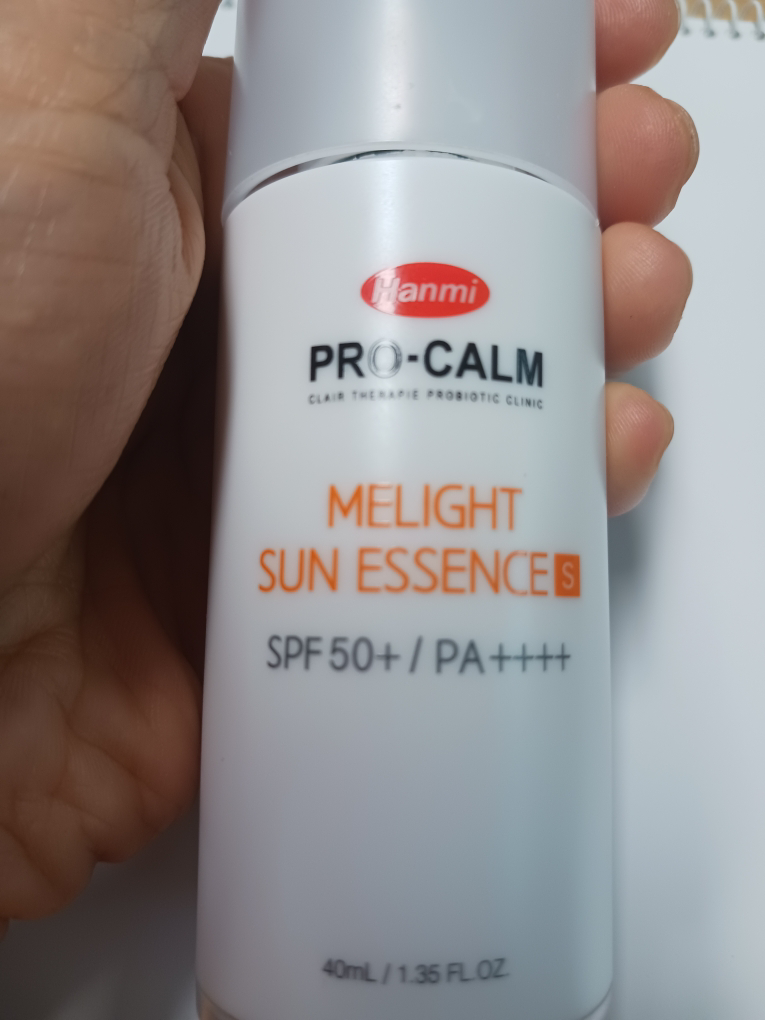 Hanmi
PRO-CALM
CLAIR THERAPIE PROBIOTIC CLINIC
MELIGHT
SUN ESSENCE S
SPF 50+ / PA++++
40mL / 1.35 FL.OZ